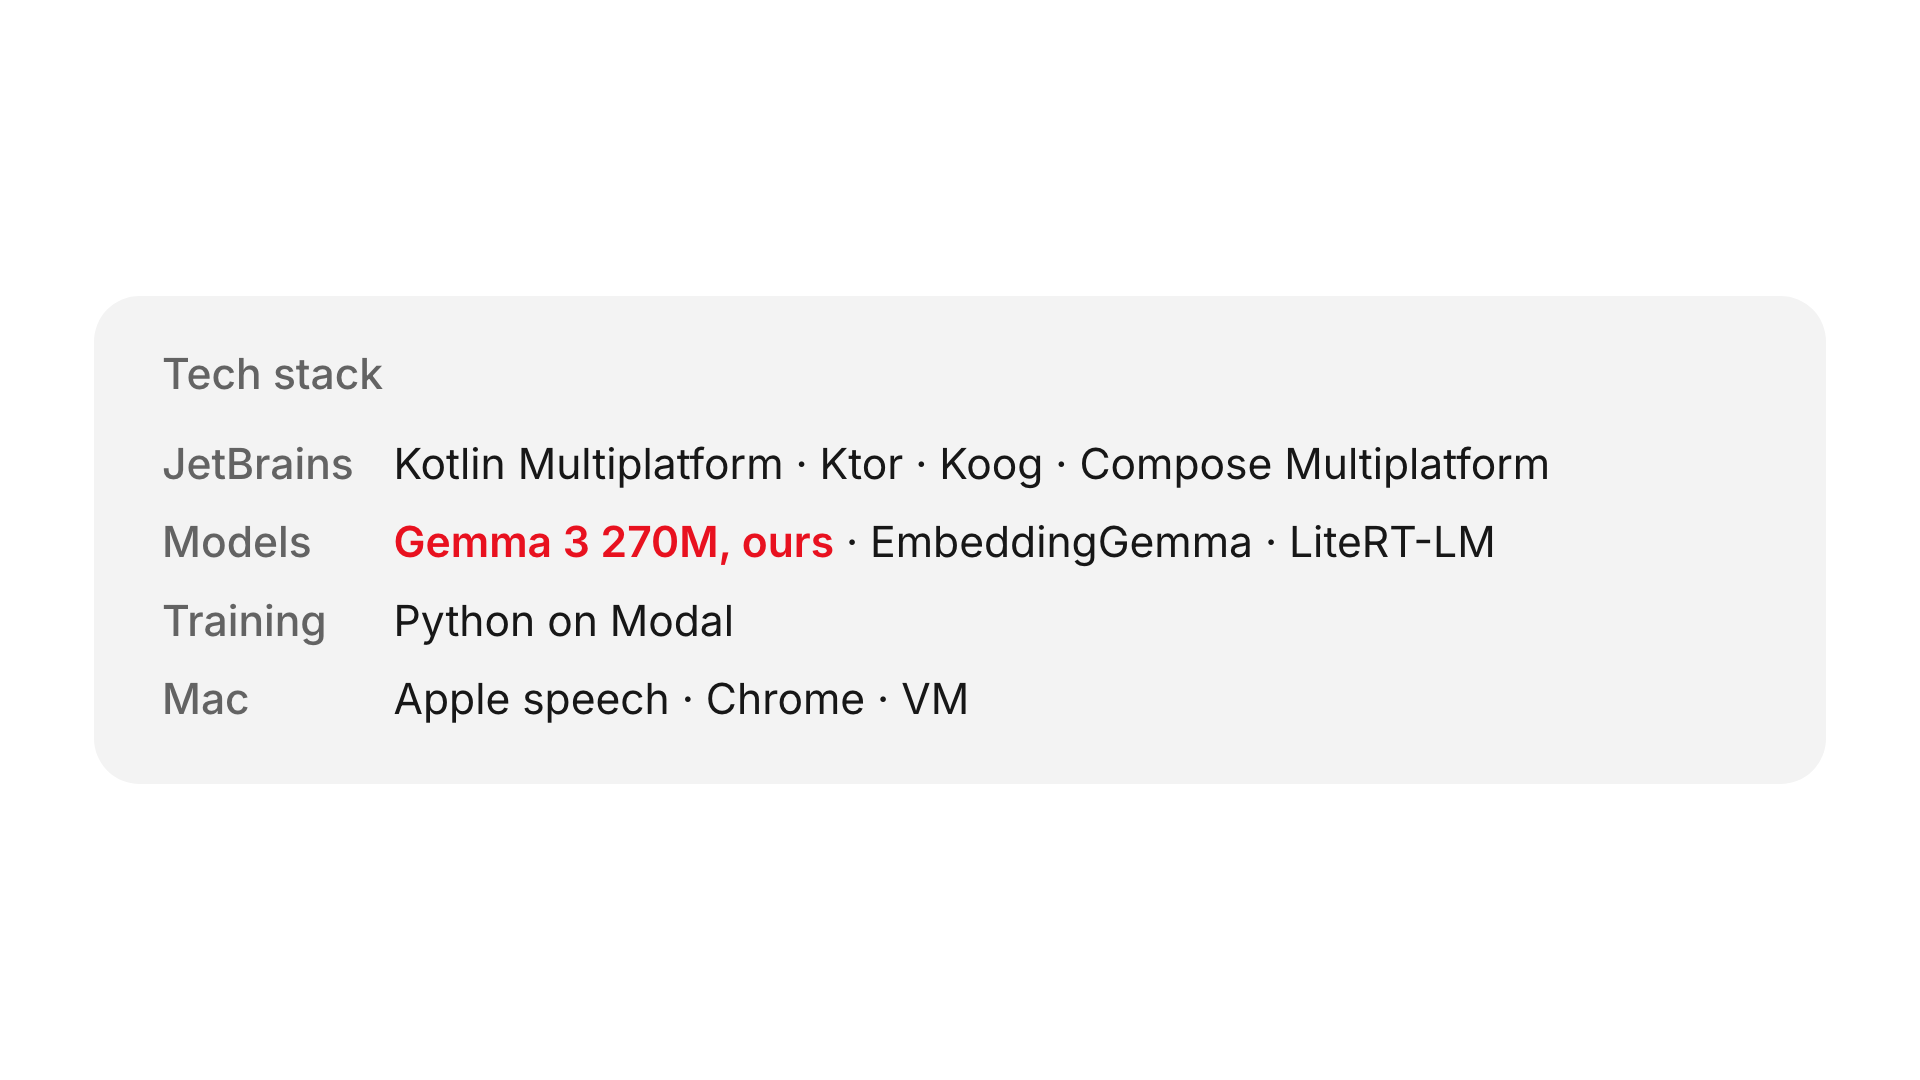 Tech stack
JetBrains Kotlin Multiplatform · Ktor · Koog · Compose Multiplatform
Models Gemma 3 270M, ours · EmbeddingGemma · LiteRT-LM
Training Python on Modal
Mac Apple speech · Chrome · VM